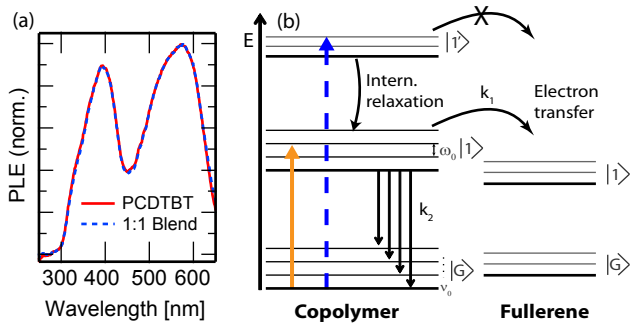 (a)
PLE (norm.)
PCDTBT
1:1 Blend
300
400
500
600
Wavelength [nm]
(b)
E
|1'⟩
X
Intern.
relaxation
k₁
Electron
transfer
ω₀
|1⟩
|1⟩
k₂
|G⟩
|G⟩
ν₀
Copolymer
Fullerene